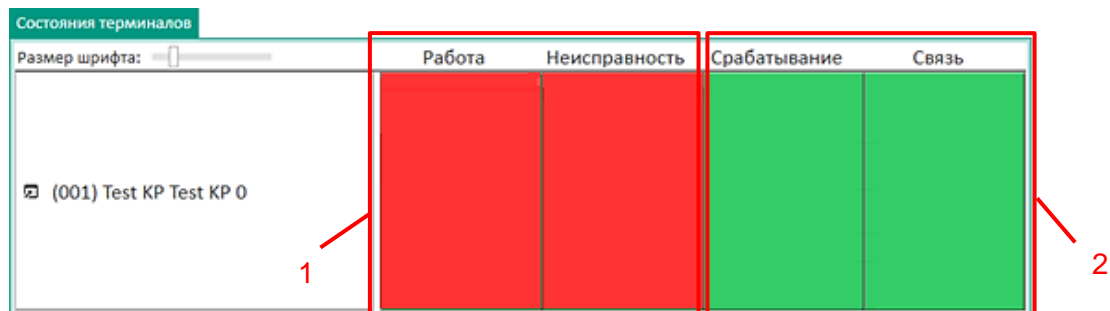 Состояния терминалов
Размер шрифта: Работа Неисправность Срабатывание Связь
(001) Test KP Test KP 0
1
2